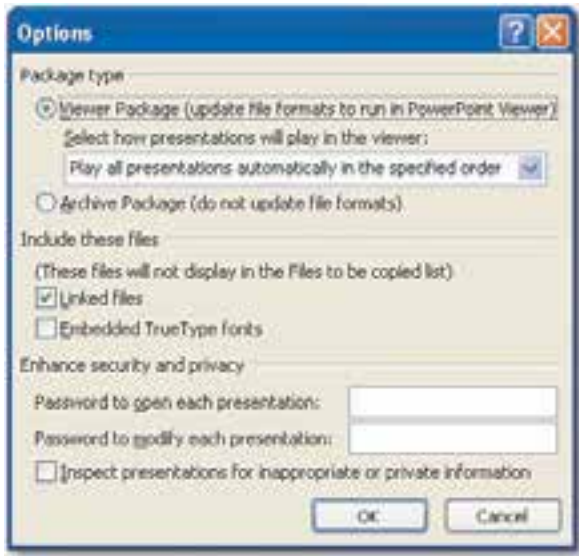 Options
Package type
Viewer Package (update file formats to run in PowerPoint Viewer)
Select how presentations will play in the viewer:
Play all presentations automatically in the specified order
Archive Package (do not update file formats)
Include these files
(These files will not display in the Files to be copied list)
Linked files
Embedded TrueType fonts
Enhance security and privacy
Password to open each presentation:
Password to modify each presentation:
Inspect presentations for inappropriate or private information
OK Cancel